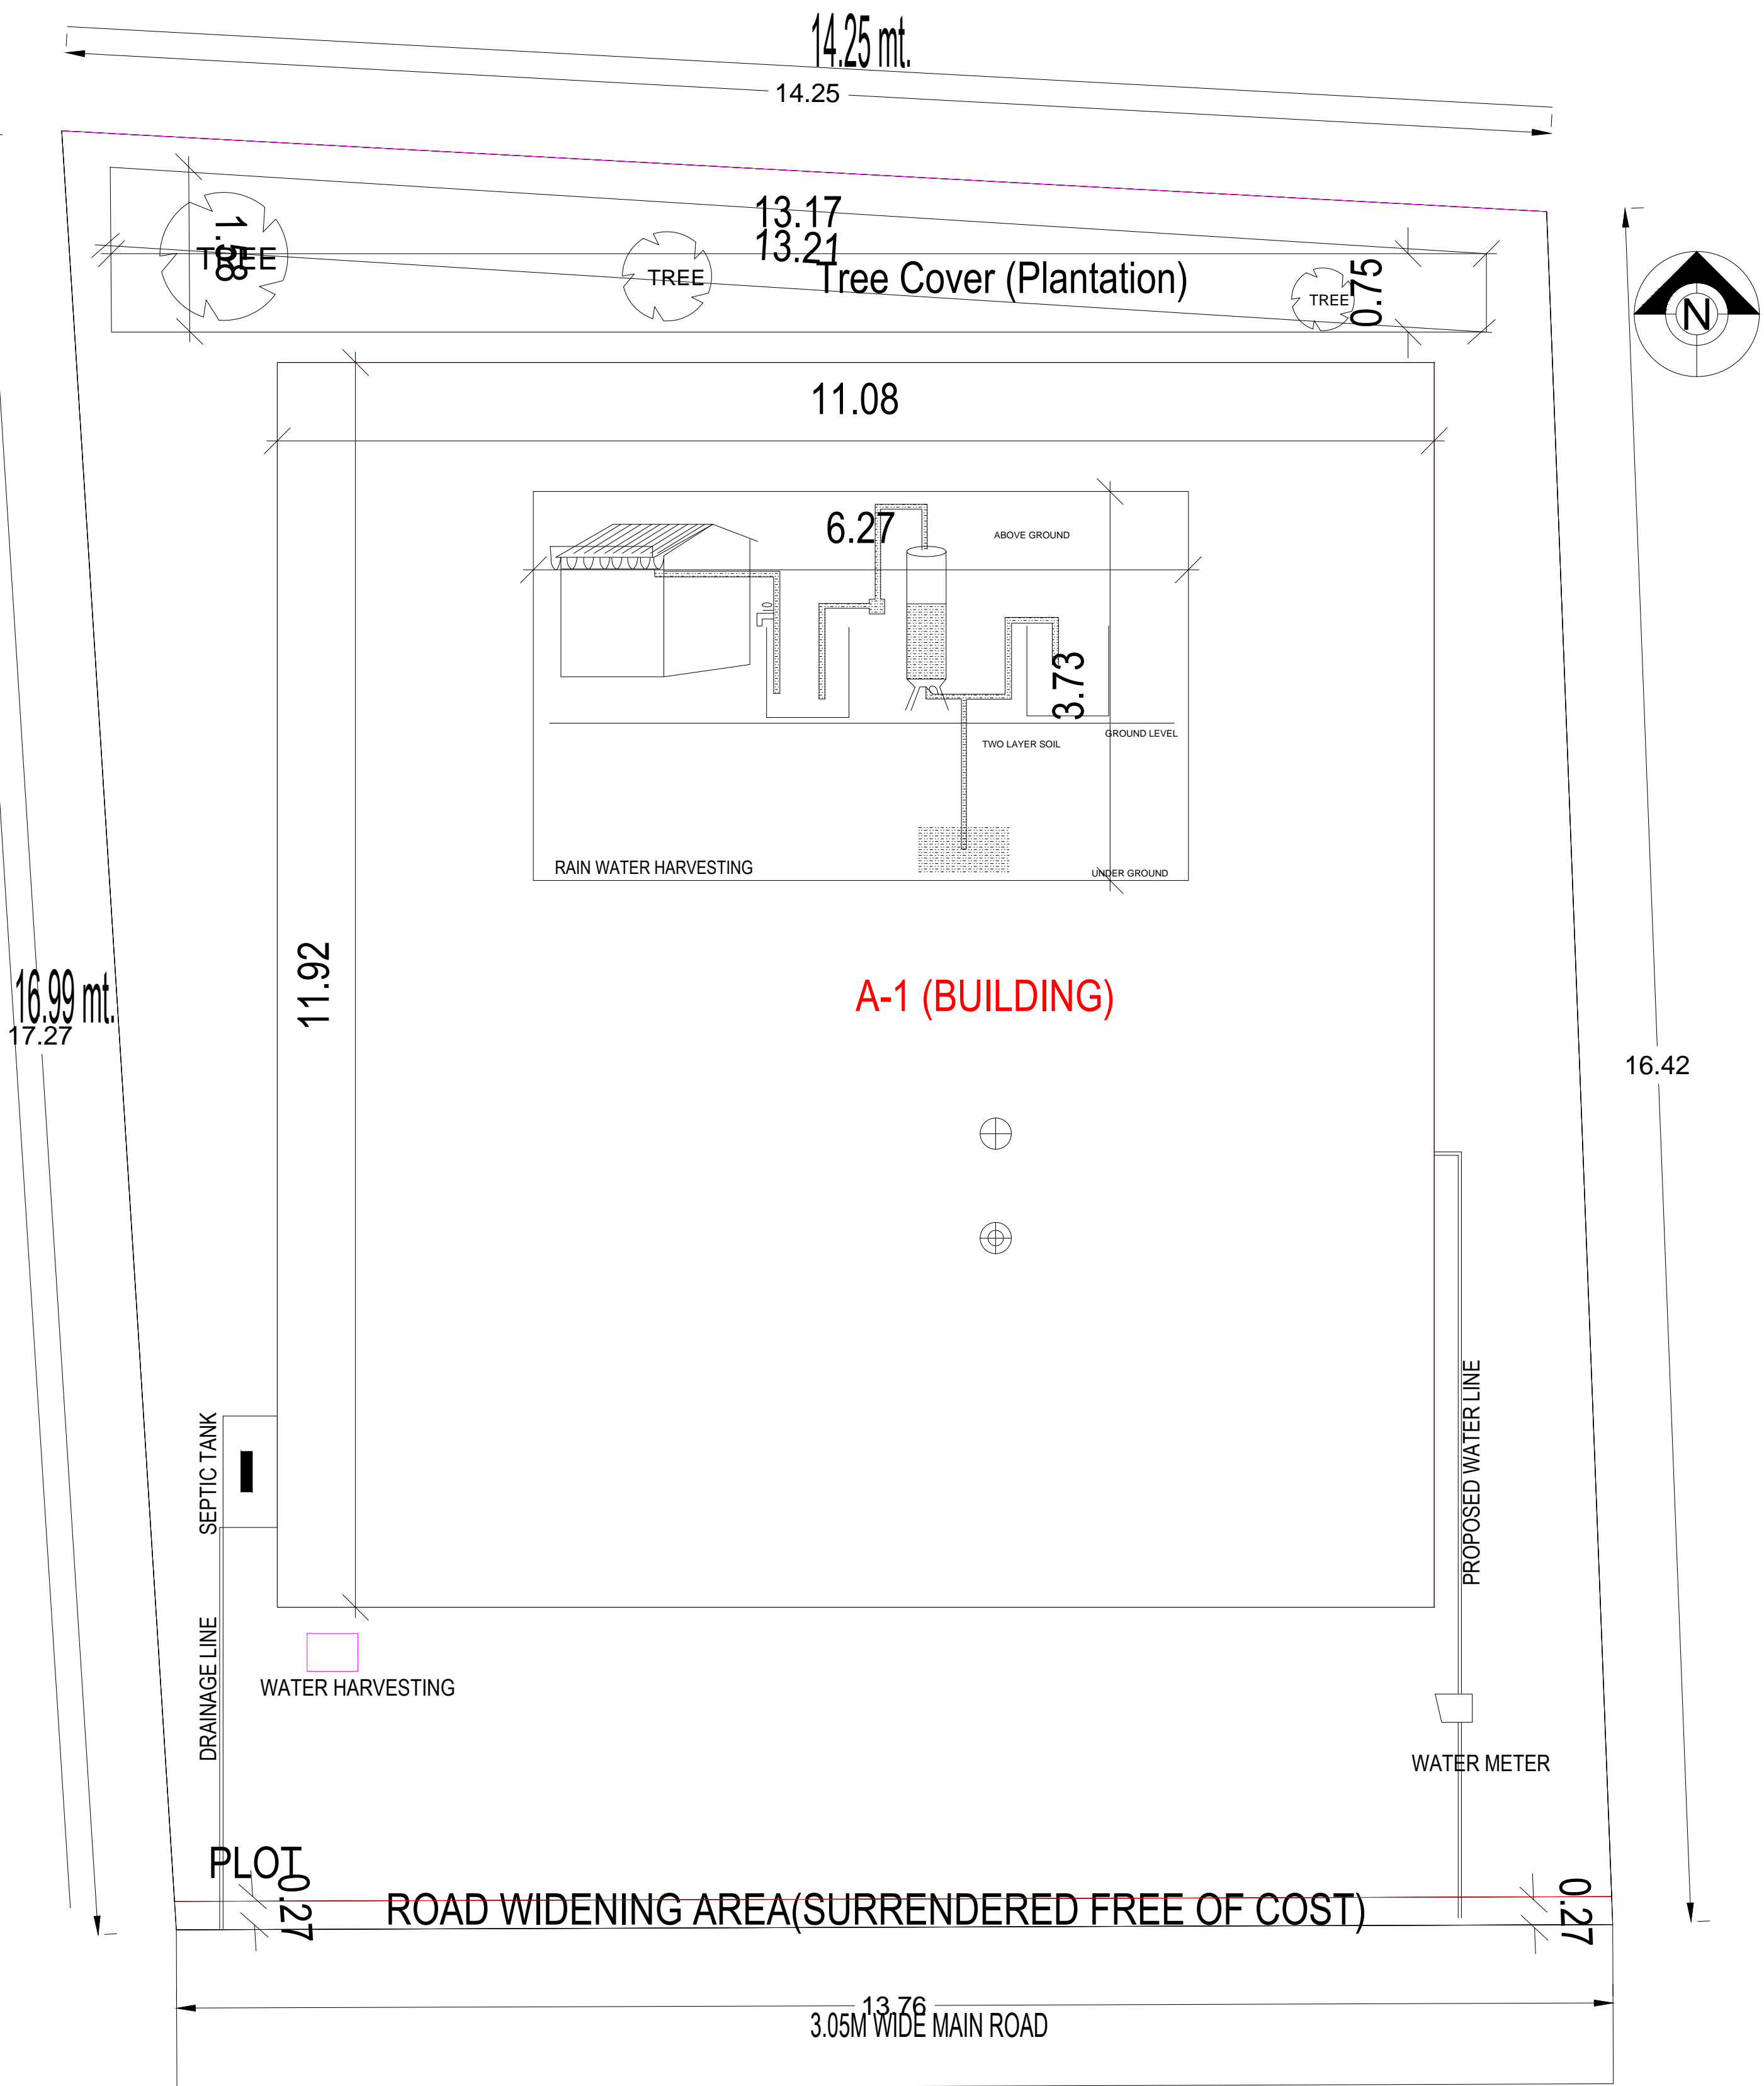 14.25 mt.
14.25
13.17
13.21
1.58
TREE
TREE
Tree Cover (Plantation)
TREE
0.75
N
11.08
6.27
ABOVE GROUND
3.73
GROUND LEVEL
TWO LAYER SOIL
RAIN WATER HARVESTING
UNDER GROUND
11.92
16.99 mt.
17.27
A-1 (BUILDING)
16.42
SEPTIC TANK
PROPOSED WATER LINE
DRAINAGE LINE
WATER HARVESTING
WATER METER
PLOT
0.27
ROAD WIDENING AREA(SURRENDERED FREE OF COST)
0.27
13.76
3.05M WIDE MAIN ROAD